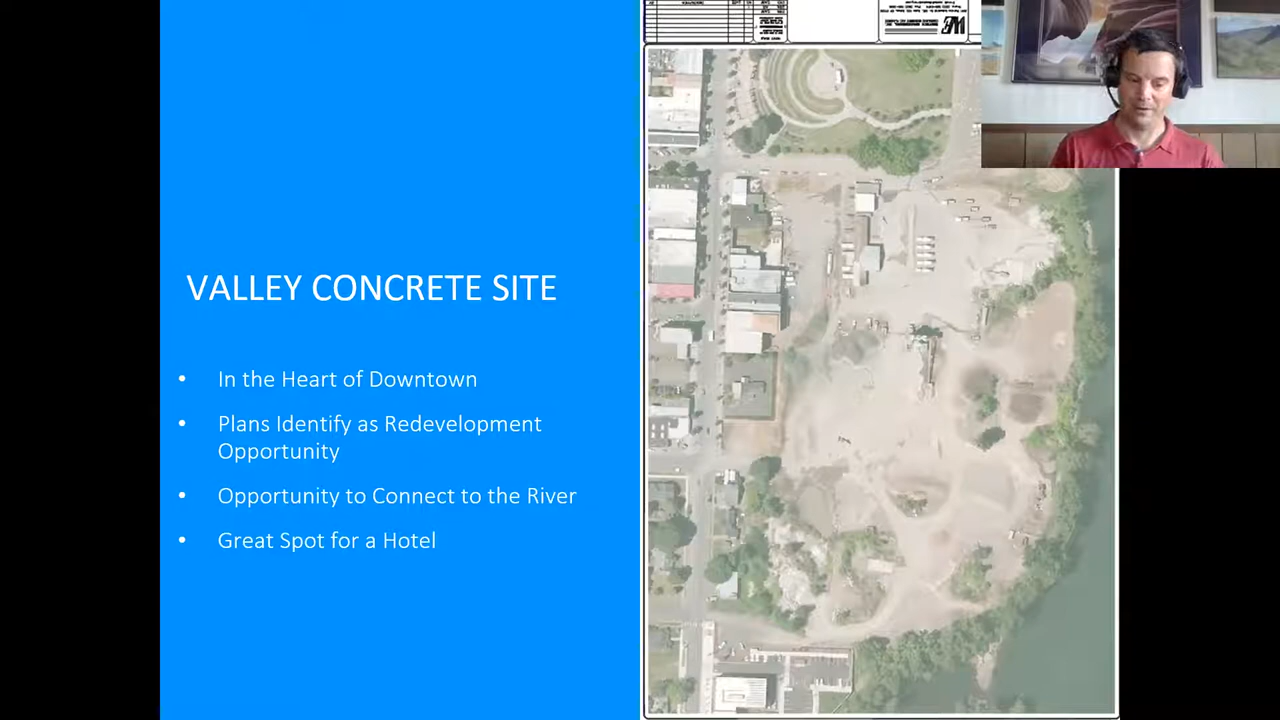 VALLEY CONCRETE SITE
• In the Heart of Downtown
• Plans Identify as Redevelopment
Opportunity
• Opportunity to Connect to the River
• Great Spot for a Hotel